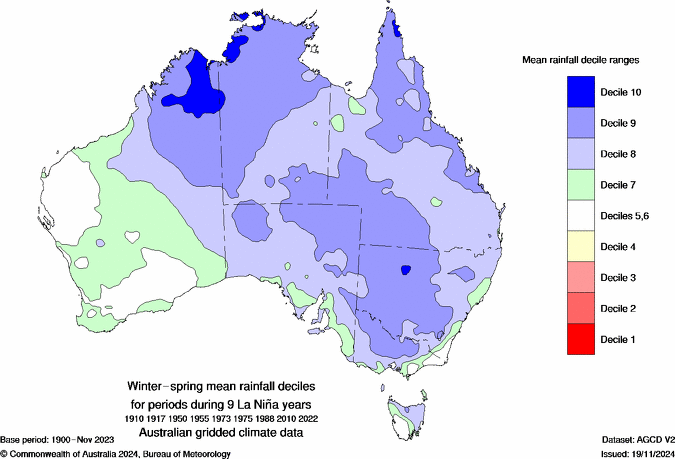 Mean rainfall decile ranges
Decile 10
Decile 9
Decile 8
Decile 7
Deciles 5,6
Decile 4
Decile 3
Decile 2
Decile 1
Winter-spring mean rainfall deciles
for periods during 9 La Niña years
1910 1917 1950 1955 1973 1975 1988 2010 2022
Australian gridded climate data
Base period: 1900-Nov 2023
© Commonwealth of Australia 2024, Bureau of Meteorology
Dataset: AGCD V2
Issued: 19/11/2024